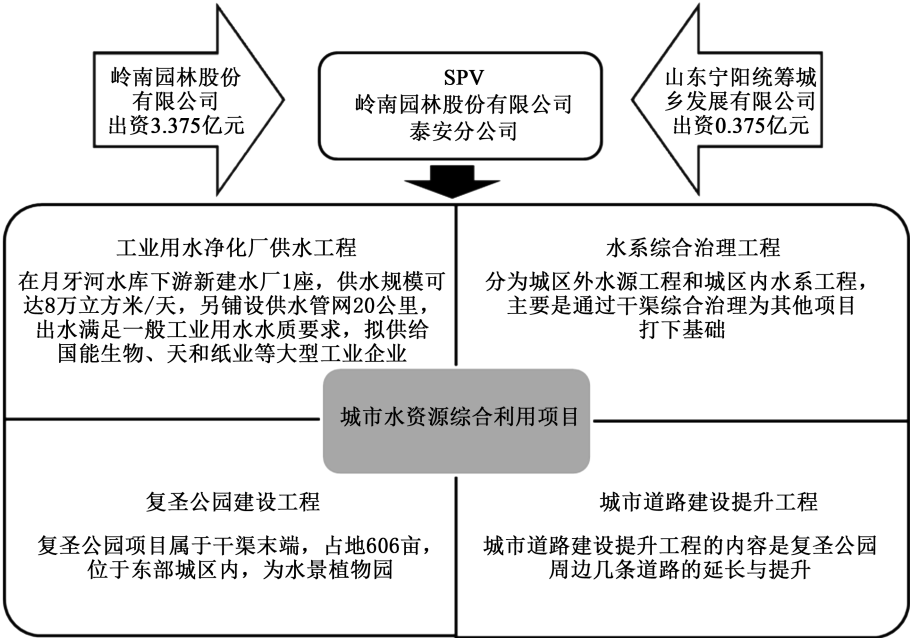 岭南园林股份
有限公司
出资3.375亿元
SPV
岭南园林股份有限公司
泰安分公司
山东宁阳统筹城
乡发展有限公司
出资0.375亿元
工业用水净化厂供水工程
在月牙河水库下游新建水厂1座，供水规模可
达8万立方米/天，另铺设供水管网20公里，
出水满足一般工业用水水质要求，拟供给
国能生物、天和纸业等大型工业企业
水系综合治理工程
分为城区外水源工程和城区内水系工程，
主要是通过干渠综合治理为其他项目
打下基础
城市水资源综合利用项目
复圣公园建设工程
复圣公园项目属于干渠末端，占地606亩，
位于东部城区内，为水景植物园
城市道路建设提升工程
城市道路建设提升工程的内容是复圣公园
周边几条道路的延长与提升